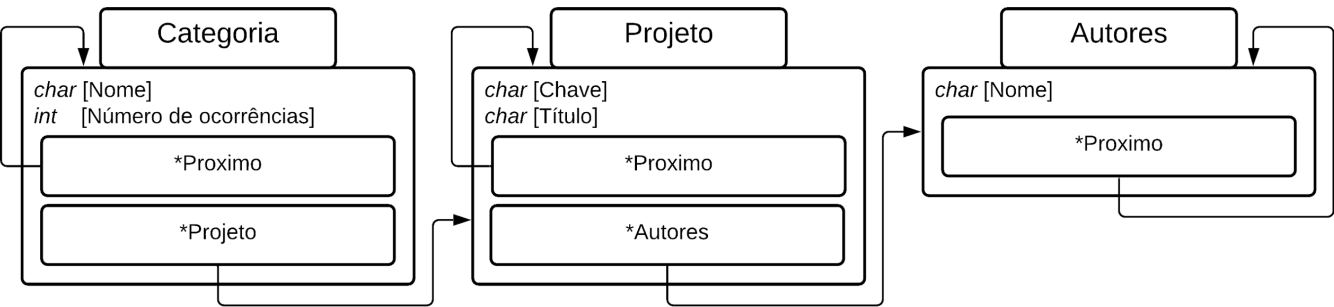 Categoria
char [Nome]
int [Número de ocorrências]
*Proximo
*Projeto
Projeto
char [Chave]
char [Título]
*Proximo
*Autores
Autores
char [Nome]
*Proximo